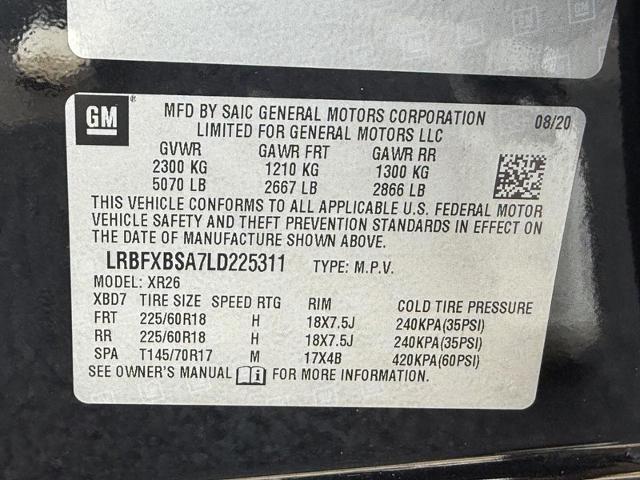 GM
MFD BY SAIC GENERAL MOTORS CORPORATION
LIMITED FOR GENERAL MOTORS LLC
08/20
GVWR GAWR FRT GAWR RR
2300 KG 1210 KG 1300 KG
5070 LB 2667 LB 2866 LB
THIS VEHICLE CONFORMS TO ALL APPLICABLE U.S. FEDERAL MOTOR
VEHICLE SAFETY AND THEFT PREVENTION STANDARDS IN EFFECT ON
THE DATE OF MANUFACTURE SHOWN ABOVE.
LRBFXBSA7LD225311 TYPE: M.P.V.
MODEL: XR26
XBD7 TIRE SIZE SPEED RTG RIM COLD TIRE PRESSURE
FRT 225/60R18 H 18X7.5J 240KPA(35PSI)
RR 225/60R18 H 18X7.5J 240KPA(35PSI)
SPA T145/70R17 M 17X4B 420KPA(60PSI)
SEE OWNER'S MANUAL FOR MORE INFORMATION.